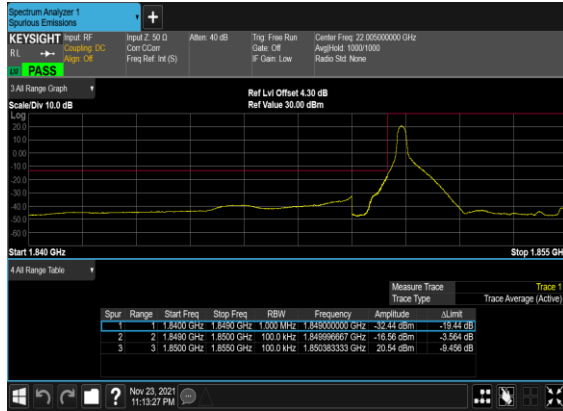 Spectrum Analyzer 1
Spurious Emissions
+
KEYSIGHT Input: RF Input Z: 50 Ω Atten: 40 dB Trig: Free Run Center Freq: 22.005000000 GHz
R L Coupling: DC Corr CCorr Gate: Off Avg|Hold: 1000/1000
Align: Off Freq Ref: Int (S) IF Gain: Low Radio Std: None
PASS
3 All Range Graph
Ref Lvl Offset 4.30 dB
Scale/Div 10.0 dB Ref Value 30.00 dBm
Log
20.0
10.0
0.00
-10.0
-20.0
-30.0
-40.0
-50.0
-60.0
Start 1.840 GHz Stop 1.855 GH
4 All Range Table
Measure Trace Trace 1
Trace Type Trace Average (Active)
Spur Range Start Freq Stop Freq RBW Frequency Amplitude ΔLimit
1 1 1.8400 GHz 1.8490 GHz 1.000 MHz 1.849000000 GHz -32.44 dBm -19.44 dB
2 2 1.8490 GHz 1.8500 GHz 100.0 kHz 1.849996667 GHz -16.56 dBm -3.564 dB
3 3 1.8500 GHz 1.8550 GHz 100.0 kHz 1.850383333 GHz 20.54 dBm -9.456 dB
? Nov 23, 2021
11:13:27 PM